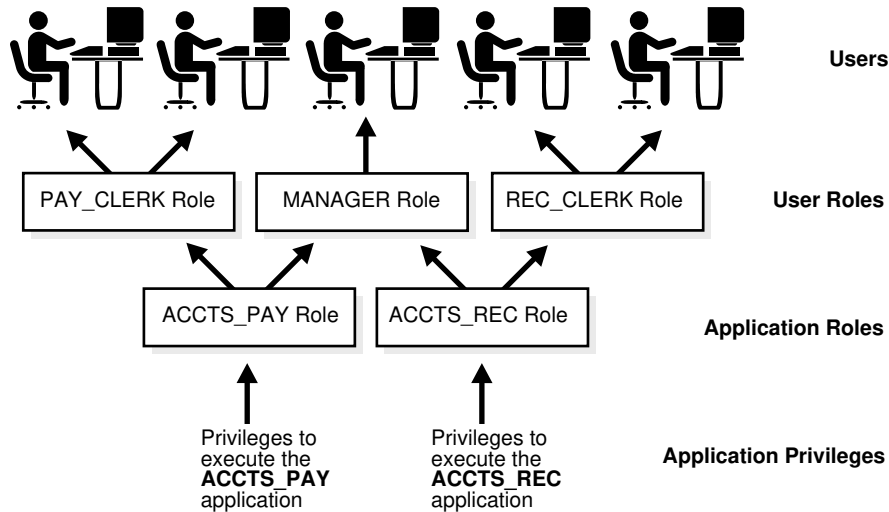 Users
PAY_CLERK Role
MANAGER Role
REC_CLERK Role
User Roles
ACCTS_PAY Role
ACCTS_REC Role
Application Roles
Privileges to
execute the
ACCTS_PAY
application
Privileges to
execute the
ACCTS_REC
application
Application Privileges